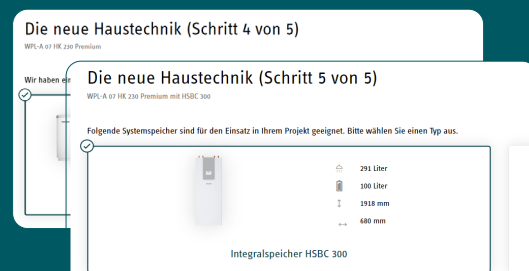 Die neue Haustechnik (Schritt 4 von 5)
WPL-A 07 HK 230 Premium
Wir haben ei
Die neue Haustechnik (Schritt 5 von 5)
WPL-A 07 HK 230 Premium mit HSBC 300
Folgende Systemspeicher sind für den Einsatz in Ihrem Projekt geeignet. Bitte wählen Sie einen Typ aus.
291 Liter
100 Liter
1918 mm
680 mm
Integralspeicher HSBC 300